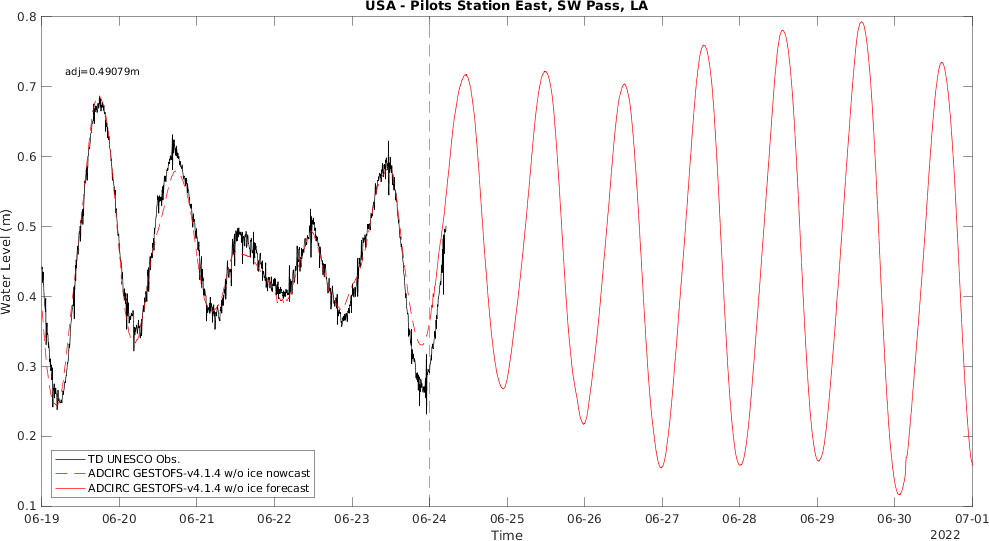 USA - Pilots Station East, SW Pass, LA
0.8
0.7
0.6
0.5
0.4
0.3
0.2
0.1
Water Level (m)
adj=0.49079m
TD UNESCO Obs.
ADCIRC GESTOFS-v4.1.4 w/o ice nowcast
ADCIRC GESTOFS-v4.1.4 w/o ice forecast
06-19 06-20 06-21 06-22 06-23 06-24 06-25 06-26 06-27 06-28 06-29 06-30 07-01
Time
2022